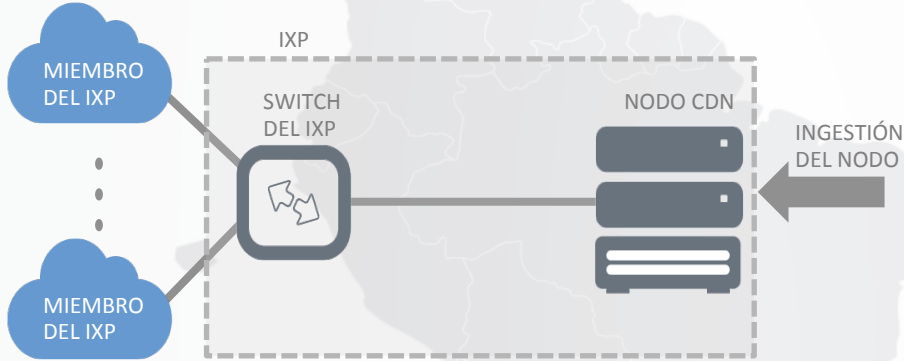 IXP
MIEMBRO
DEL IXP
SWITCH
DEL IXP
NODO CDN
INGESTIÓN
DEL NODO
MIEMBRO
DEL IXP